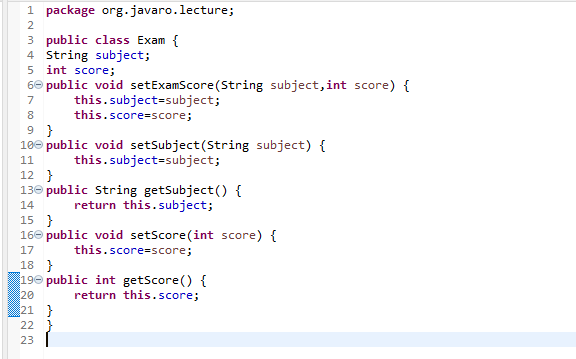 1 package org.javaro.lecture;
2
3 public class Exam {
4 String subject;
5 int score;
6 public void setExamScore(String subject,int score) {
7     this.subject=subject;
8     this.score=score;
9 }
10 public void setSubject(String subject) {
11     this.subject=subject;
12 }
13 public String getSubject() {
14     return this.subject;
15 }
16 public void setScore(int score) {
17     this.score=score;
18 }
19 public int getScore() {
20     return this.score;
21 }
22 }
23